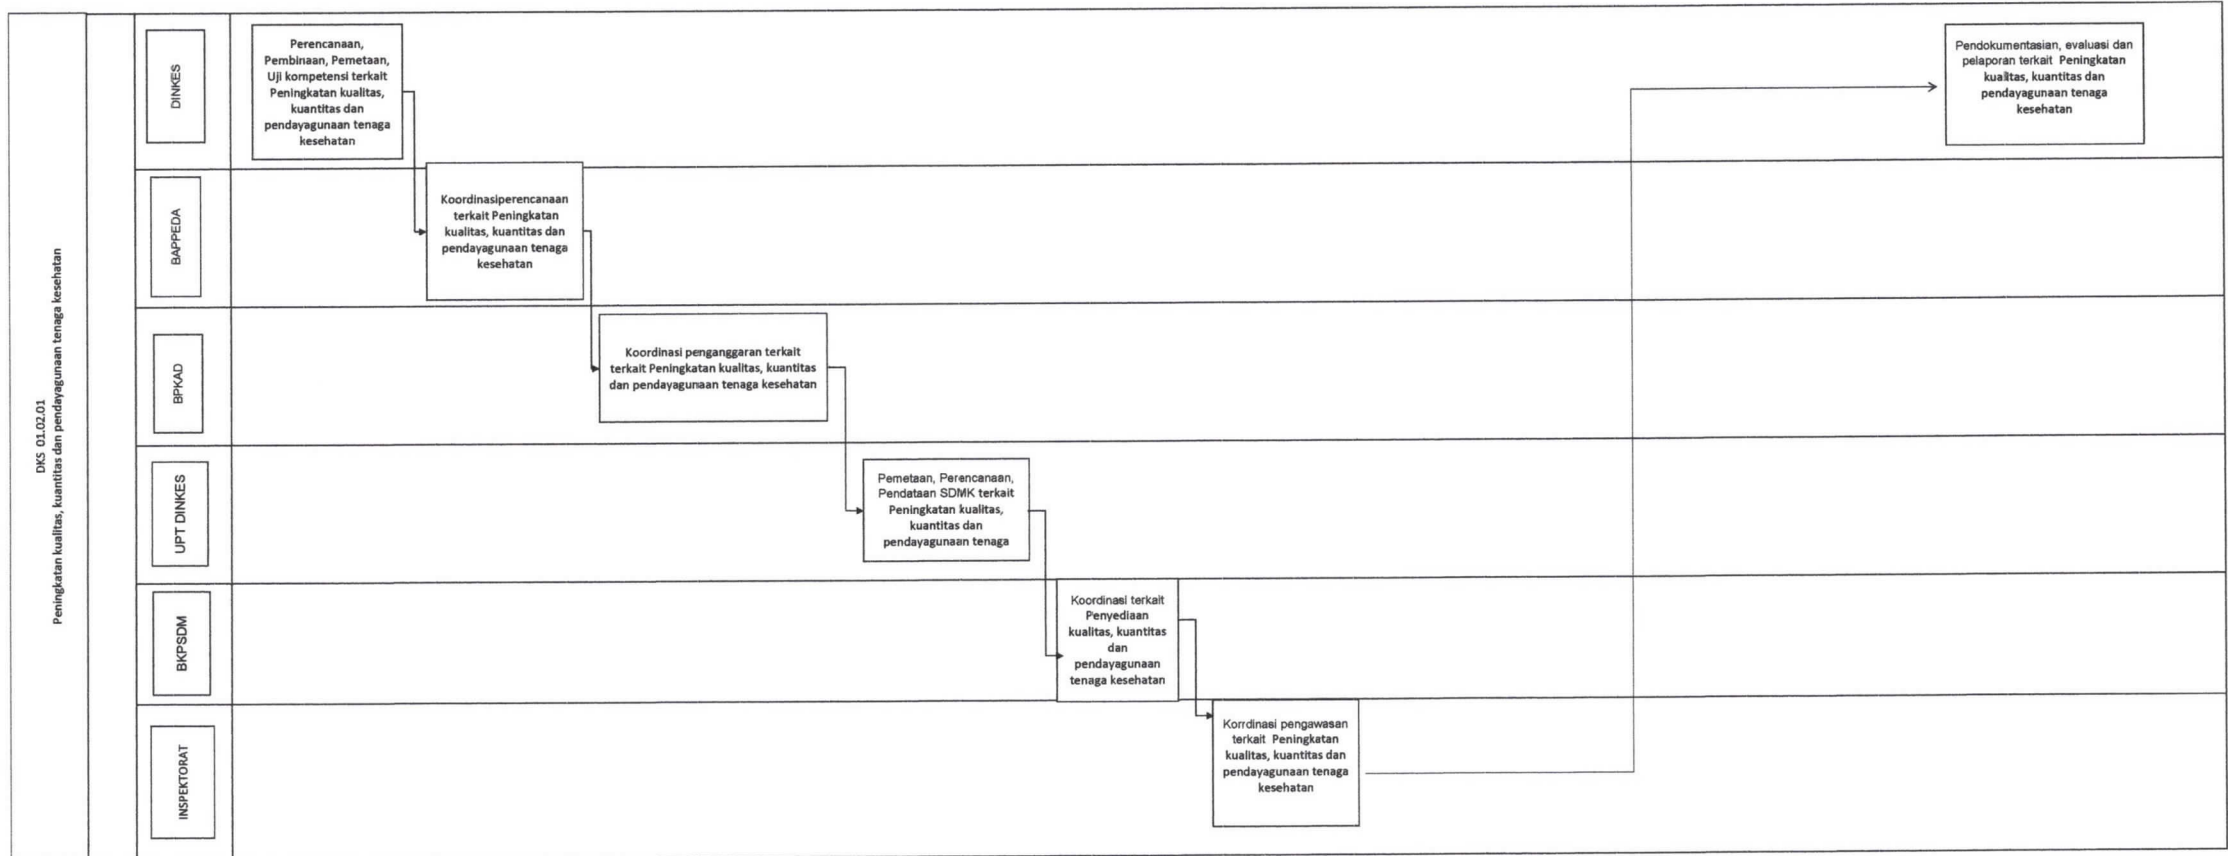 DKS 01.02.01
Peningkatan kualitas, kuantitas dan pendayagunaan tenaga kesehatan
DINKES
Perencanaan,
Pembinaan, Pemetaan,
Uji kompetensi terkait
Peningkatan kualitas,
kuantitas dan
pendayagunaan tenaga
kesehatan
Pendokumentasian, evaluasi dan
pelaporan terkait Peningkatan
kualitas, kuantitas dan
pendayagunaan tenaga
kesehatan
BAPPEDA
Koordinasiperencanaan
terkait Peningkatan
kualitas, kuantitas dan
pendayagunaan tenaga
kesehatan
BPKAD
Koordinasi penganggaran terkait
terkait Peningkatan kualitas, kuantitas
dan pendayagunaan tenaga kesehatan
UPT DINKES
Pemetaan, Perencanaan,
Pendataan SDMK terkait
Peningkatan kualitas,
kuantitas dan
pendayagunaan tenaga
BKPSDM
Koordinasi terkait
Penyediaan
kualitas, kuantitas
dan
pendayagunaan
tenaga kesehatan
INSPEKTORAT
Korrdinasi pengawasan
terkait Peningkatan
kualitas, kuantitas dan
pendayagunaan tenaga
kesehatan